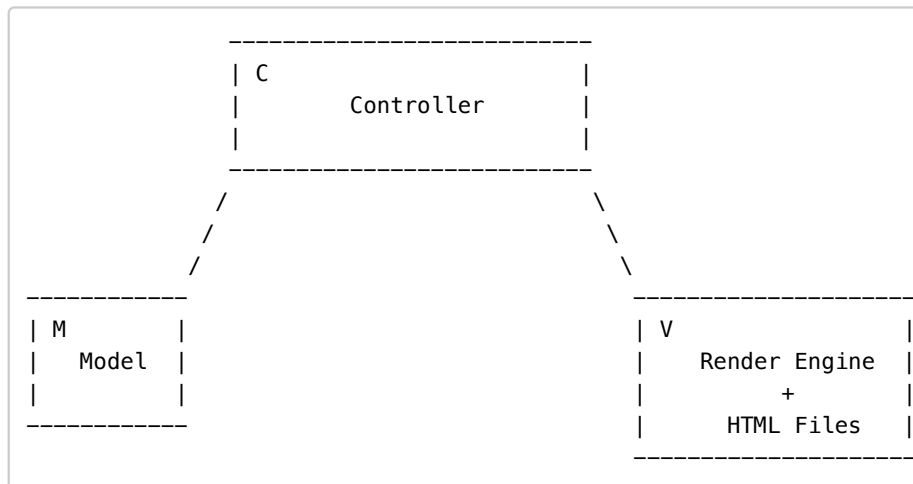 C
Controller
M
Model
V
Render Engine
+
HTML Files